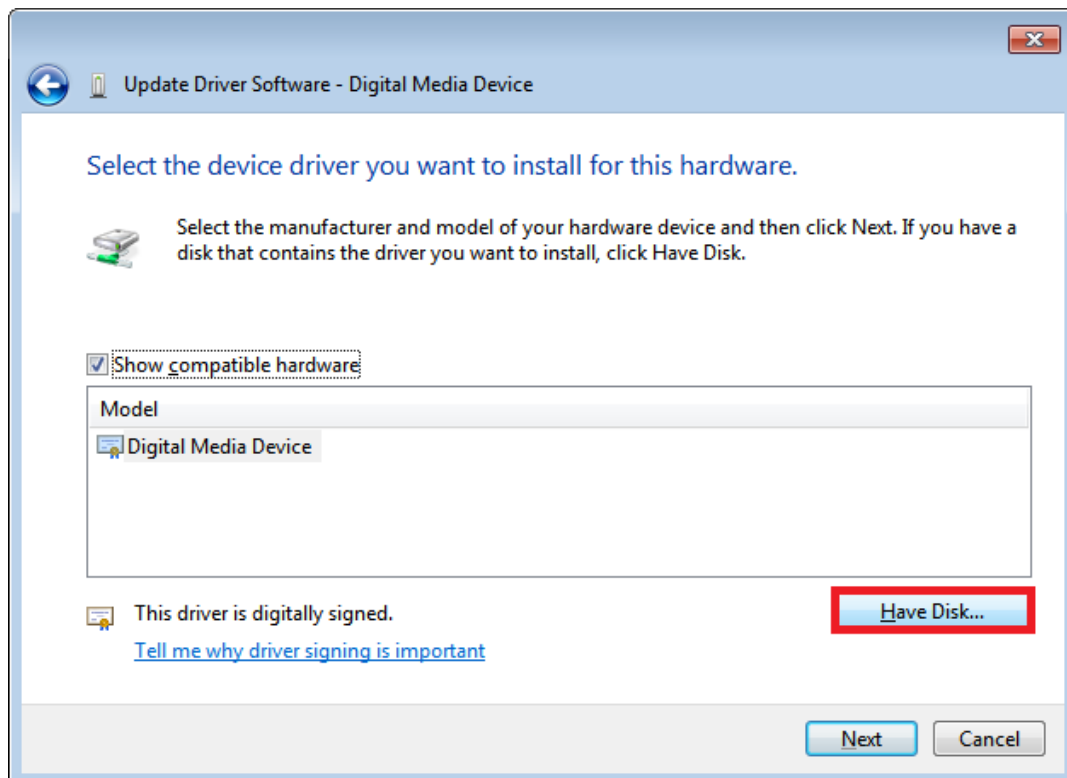 Update Driver Software - Digital Media Device
Select the device driver you want to install for this hardware.
Select the manufacturer and model of your hardware device and then click Next. If you have a
disk that contains the driver you want to install, click Have Disk.
Show compatible hardware
Model
Digital Media Device
This driver is digitally signed.
Have Disk...
Tell me why driver signing is important
Next
Cancel